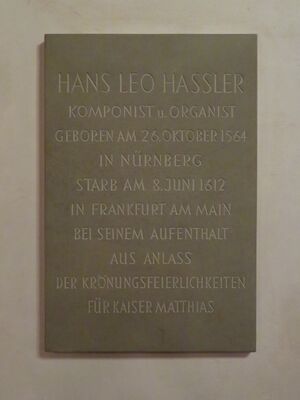 HANS LEO HASSLER
KOMPONIST u. ORGANIST
GEBOREN AM 26. OKTOBER 1564
IN NÜRNBERG
STARB AM 8. JUNI 1612
IN FRANKFURT AM MAIN
BEI SEINEM AUFENTHALT
AUS ANLASS
DER KRÖNUNGSFEIERLICHKEITEN
FÜR KAISER MATTHIAS